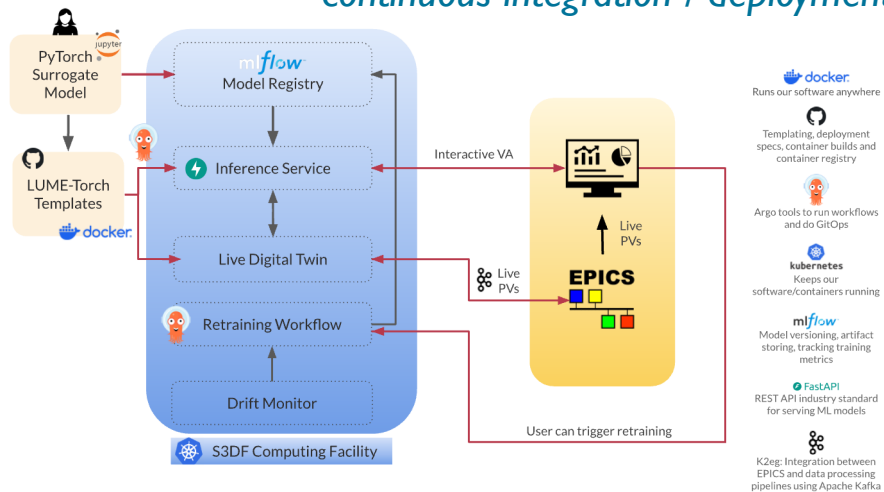 continuous integration / deployment
PyTorch
Surrogate
Model
jupyter
LUME-Torch
Templates
docker
mlflow
Model Registry
Inference Service
Live Digital Twin
Retraining Workflow
Drift Monitor
S3DF Computing Facility
Interactive VA
Live
PVs
Live
PVs
EPICS
User can trigger retraining
docker
Runs our software anywhere
Templating, deployment
specs, container builds and
container registry
Argo tools to run workflows
and do GitOps
kubernetes
Keeps our
software/containers running
mlflow
Model versioning, artifact
storing, tracking training
metrics
FastAPI
REST API industry standard
for serving ML models
K2eg: Integration between
EPICS and data processing
pipelines using Apache Kafka